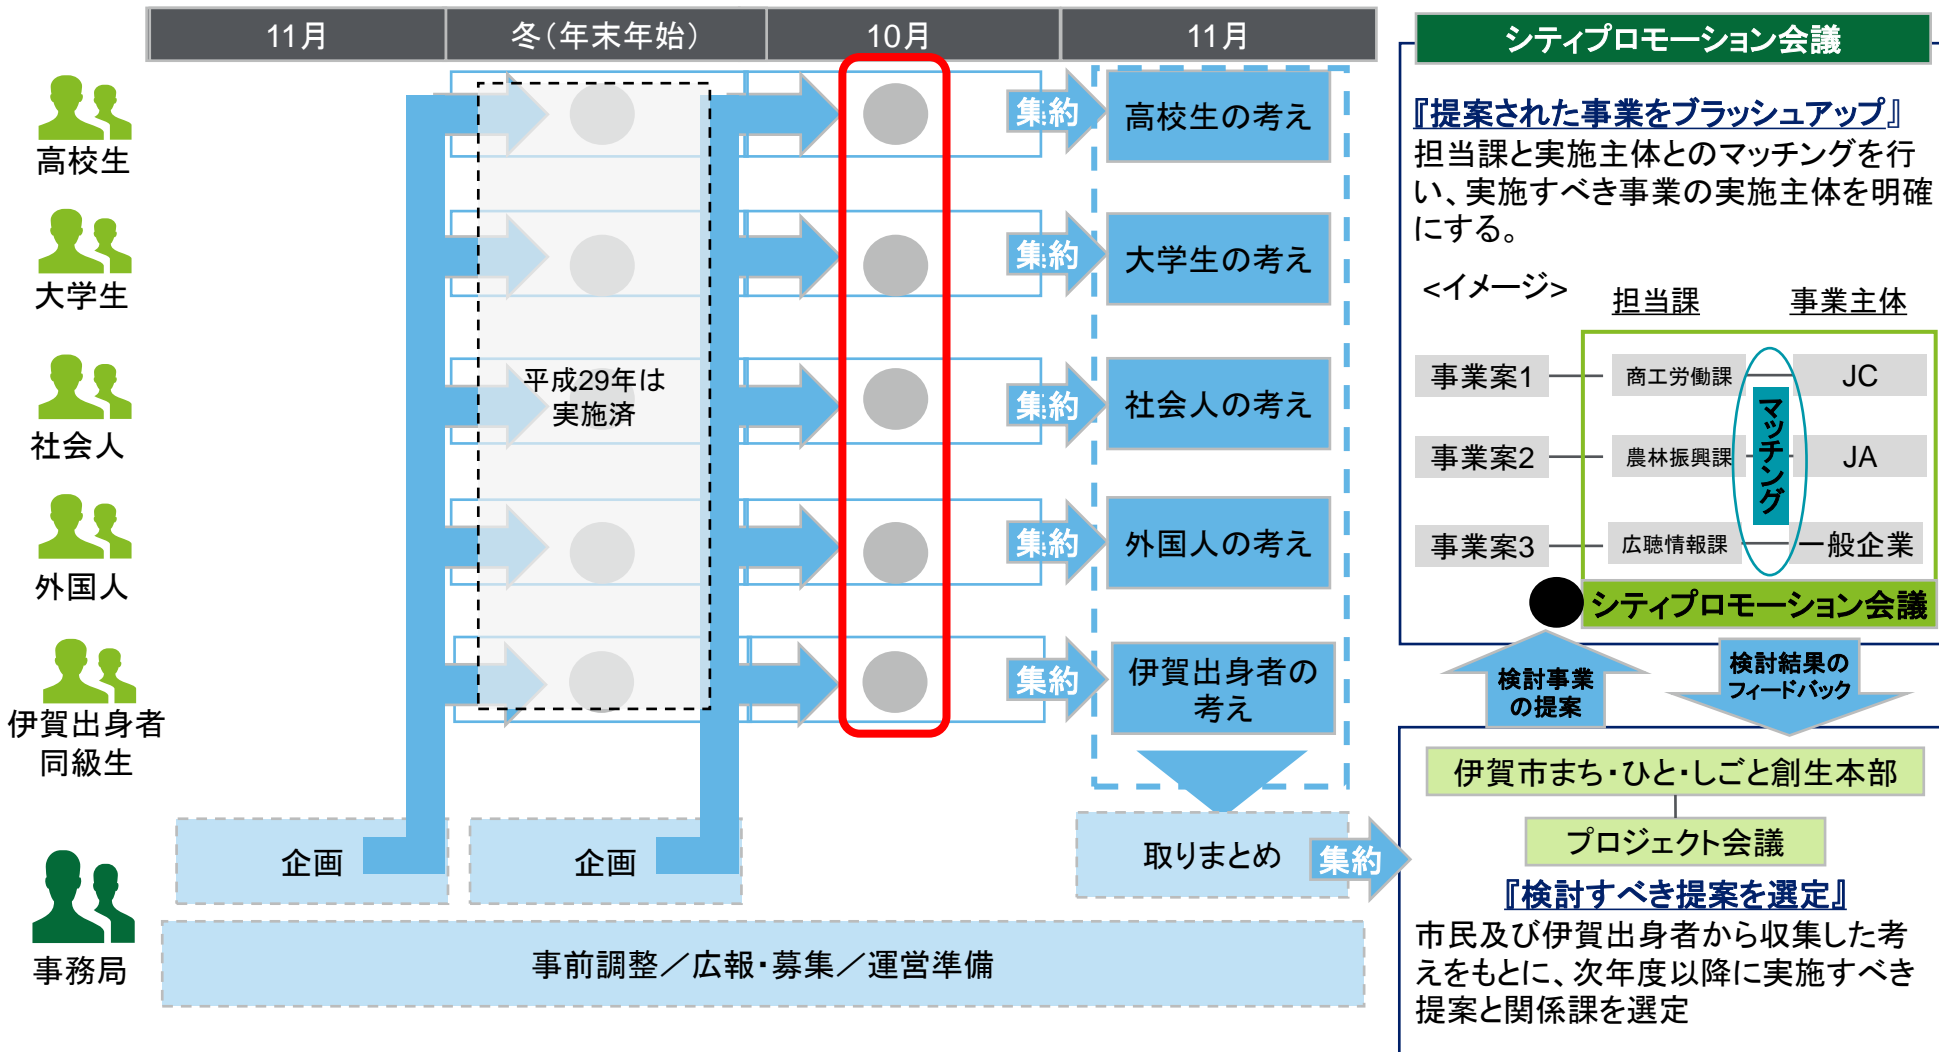 11月
冬（年末年始）
10月
11月
高校生
大学生
社会人
外国人
伊賀出身者
同級生
事務局
平成29年は
実施済
集約
高校生の考え
集約
大学生の考え
集約
社会人の考え
集約
外国人の考え
集約
伊賀出身者の
考え
企画
企画
取りまとめ
集約
事前調整／広報・募集／運営準備
シティプロモーション会議
『提案された事業をブラッシュアップ』
担当課と実施主体とのマッチングを行
い、実施すべき事業の実施主体を明確
にする。
<イメージ>
担当課
事業主体
事業案1
商工労働課
JC
事業案2
農林振興課
JA
事業案3
広聴情報課
一般企業
マッチング
シティプロモーション会議
検討事業
の提案
検討結果の
フィードバック
伊賀市まち・ひと・しごと創生本部
プロジェクト会議
『検討すべき提案を選定』
市民及び伊賀出身者から収集した考
えをもとに、次年度以降に実施すべき
提案と関係課を選定